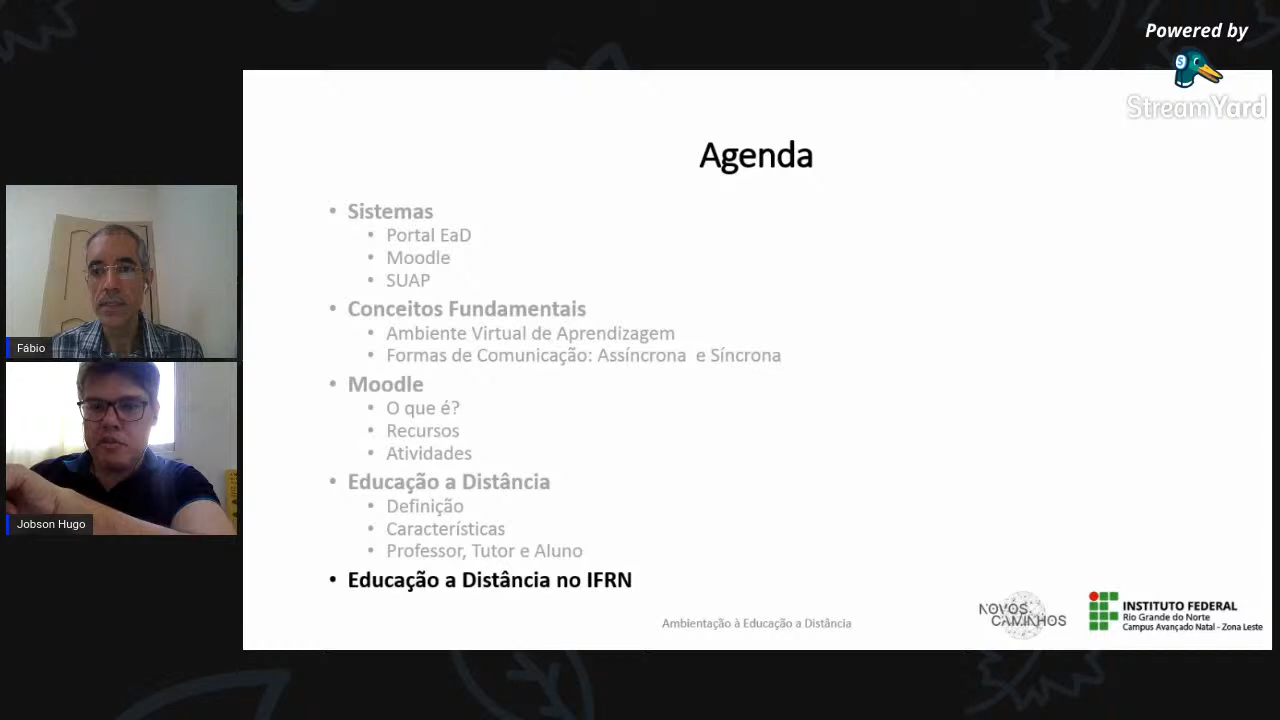 Powered by
StreamYard
Agenda
• Sistemas
• Portal EaD
• Moodle
• SUAP
• Conceitos Fundamentais
• Ambiente Virtual de Aprendizagem
• Formas de Comunicação: Assíncrona e Síncrona
• Moodle
• O que é?
• Recursos
• Atividades
• Educação a Distância
• Definição
• Características
• Professor, Tutor e Aluno
• Educação a Distância no IFRN
Ambientação à Educação a Distância
NOVOS
CAMINHOS
INSTITUTO FEDERAL
Rio Grande do Norte
Campus Avançado Natal - Zona Leste
Fábio
Jobson Hugo